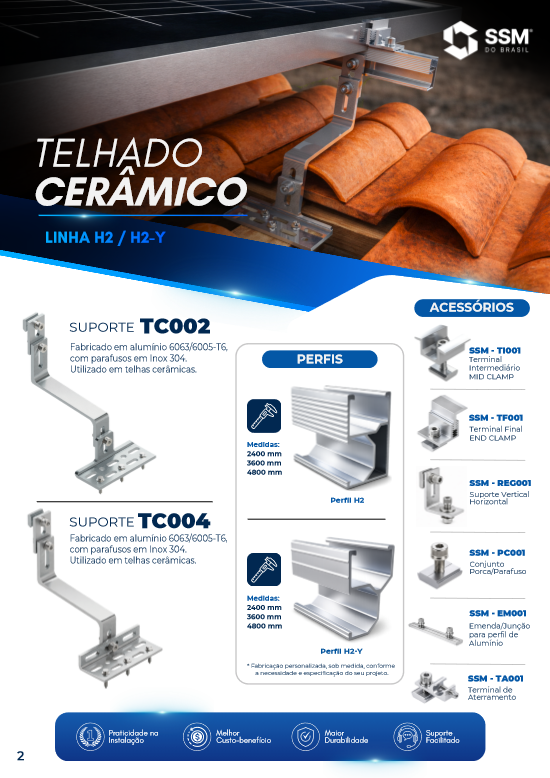 SSM
DO BRASIL
TELHADO
CERÂMICO
LINHA H2 / H2-Y
SUPORTE TC002
Fabricado em alumínio 6063/6005-T6,
com parafusos em Inox 304.
Utilizado em telhas cerâmicas.
SUPORTE TC004
Fabricado em alumínio 6063/6005-T6,
com parafusos em Inox 304.
Utilizado em telhas cerâmicas.
PERFIS
Medidas:
2400 mm
3600 mm
4800 mm
Perfil H2
Medidas:
2400 mm
3600 mm
4800 mm
Perfil H2-Y
* Fabricação personalizada, sob medida, conforme
a necessidade e especificação do seu projeto.
ACESSÓRIOS
SSM - TI001
Terminal
Intermediário
MID CLAMP
SSM - TF001
Terminal Final
END CLAMP
SSM - REG001
Suporte Vertical
Horizontal
SSM - PC001
Conjunto
Porca/Parafuso
SSM - EM001
Emenda/Junção
para perfil de
Alumínio
SSM - TA001
Terminal de
Aterramento
1
Praticidade na
Instalação
$
Melhor
Custo-benefício
Maior
Durabilidade
Suporte
Facilitado
2